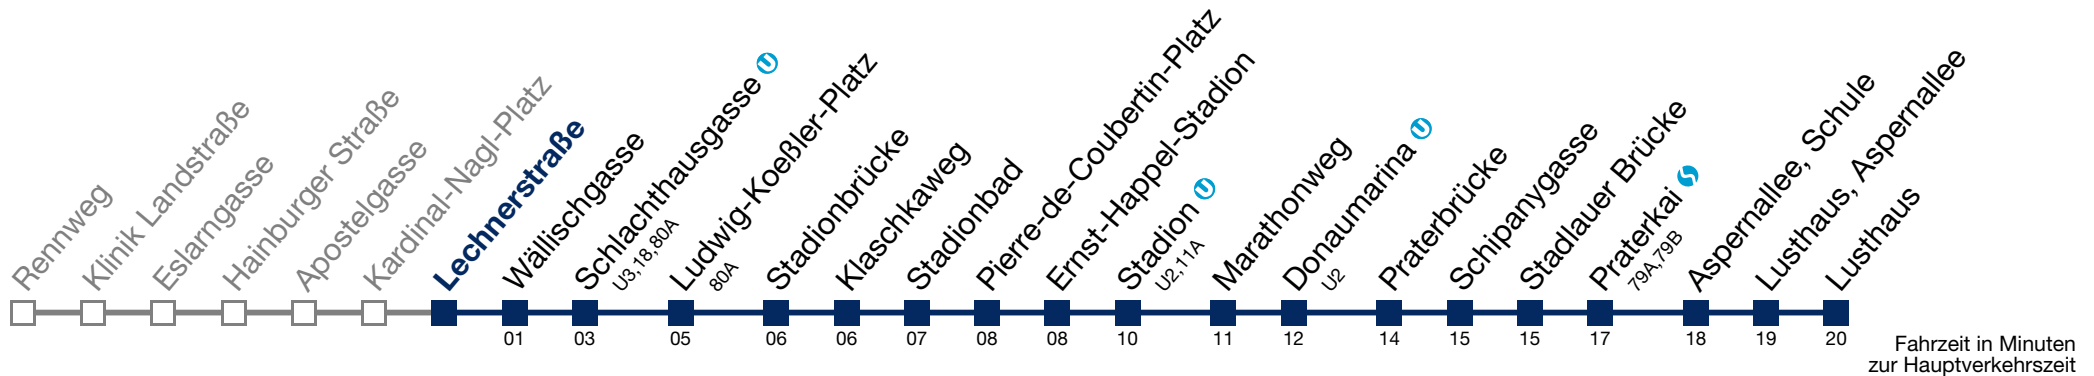 Rennweg
Klinik Landstraße
Eslarngasse
Hainburger Straße
Apostelgasse
Kardinal-Nagl-Platz
Lechnerstraße
Wällischgasse
01
Schlachthausgasse U
U3,18,80A
03
Ludwig-Koeßler-Platz
80A
05
Stadionbrücke
06
Klaschkaweg
06
Stadionbad
07
Pierre-de-Coubertin-Platz
08
Ernst-Happel-Stadion
08
Stadion U
U2,11A
10
Marathonweg
11
Donaumarina U
U2
12
Praterbrücke
14
Schipanygasse
15
Stadlauer Brücke
15
Praterkai S
79A,79B
17
Aspernallee, Schule
18
Lusthaus, Aspernallee
19
Lusthaus
20
Fahrzeit in Minuten
zur Hauptverkehrszeit